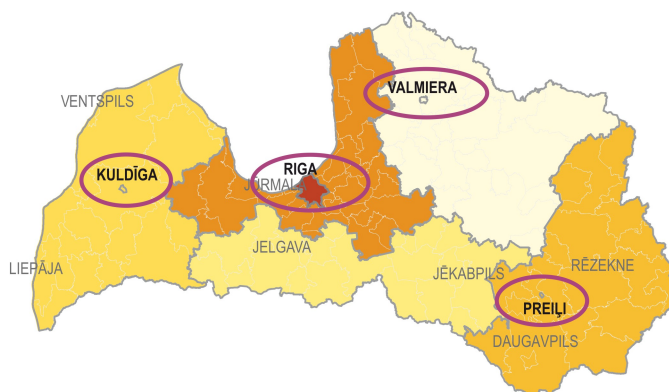 VALMIERA
VENTSPILS
KULDĪGA
RIGA
JŪRMALA
JELGAVA
LIEPĀJA
JĒKABPILS
RĒZEKNE
PREIĻI
DAUGAVPILS